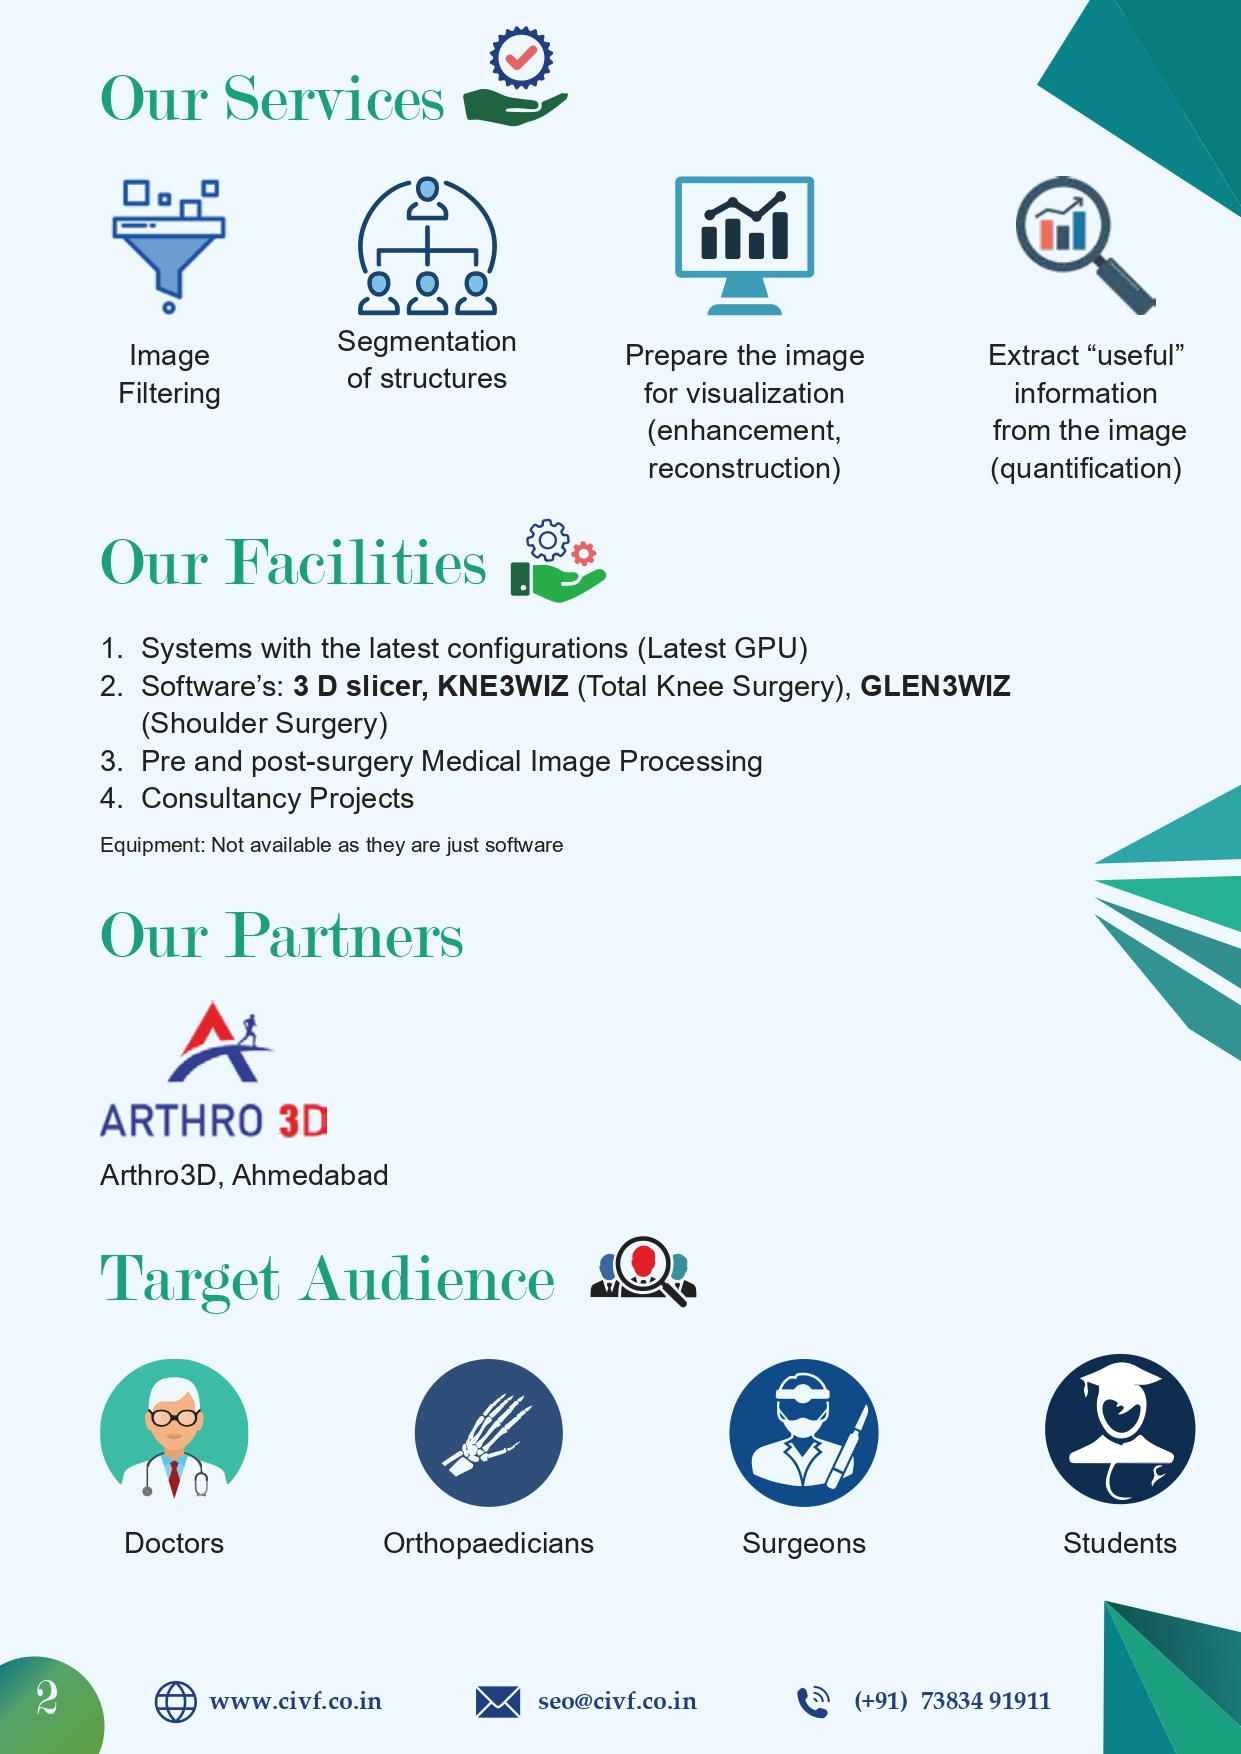 Our Services
Image
Filtering
Segmentation
of structures
Prepare the image
for visualization
(enhancement,
reconstruction)
Extract “useful”
information
from the image
(quantification)
Our Facilities
1. Systems with the latest configurations (Latest GPU)
2. Software’s: 3 D slicer, KNE3WIZ (Total Knee Surgery), GLEN3WIZ
(Shoulder Surgery)
3. Pre and post-surgery Medical Image Processing
4. Consultancy Projects
Equipment: Not available as they are just software
Our Partners
ARTHRO 3D
Arthro3D, Ahmedabad
Target Audience
Doctors
Orthopaedicians
Surgeons
Students
2
www.civf.co.in
seo@civf.co.in
(+91) 73834 91911